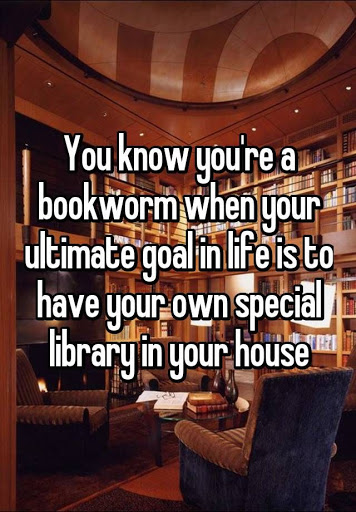 You know you're a
bookworm when your
ultimate goal in life is to
have your own special
library in your house